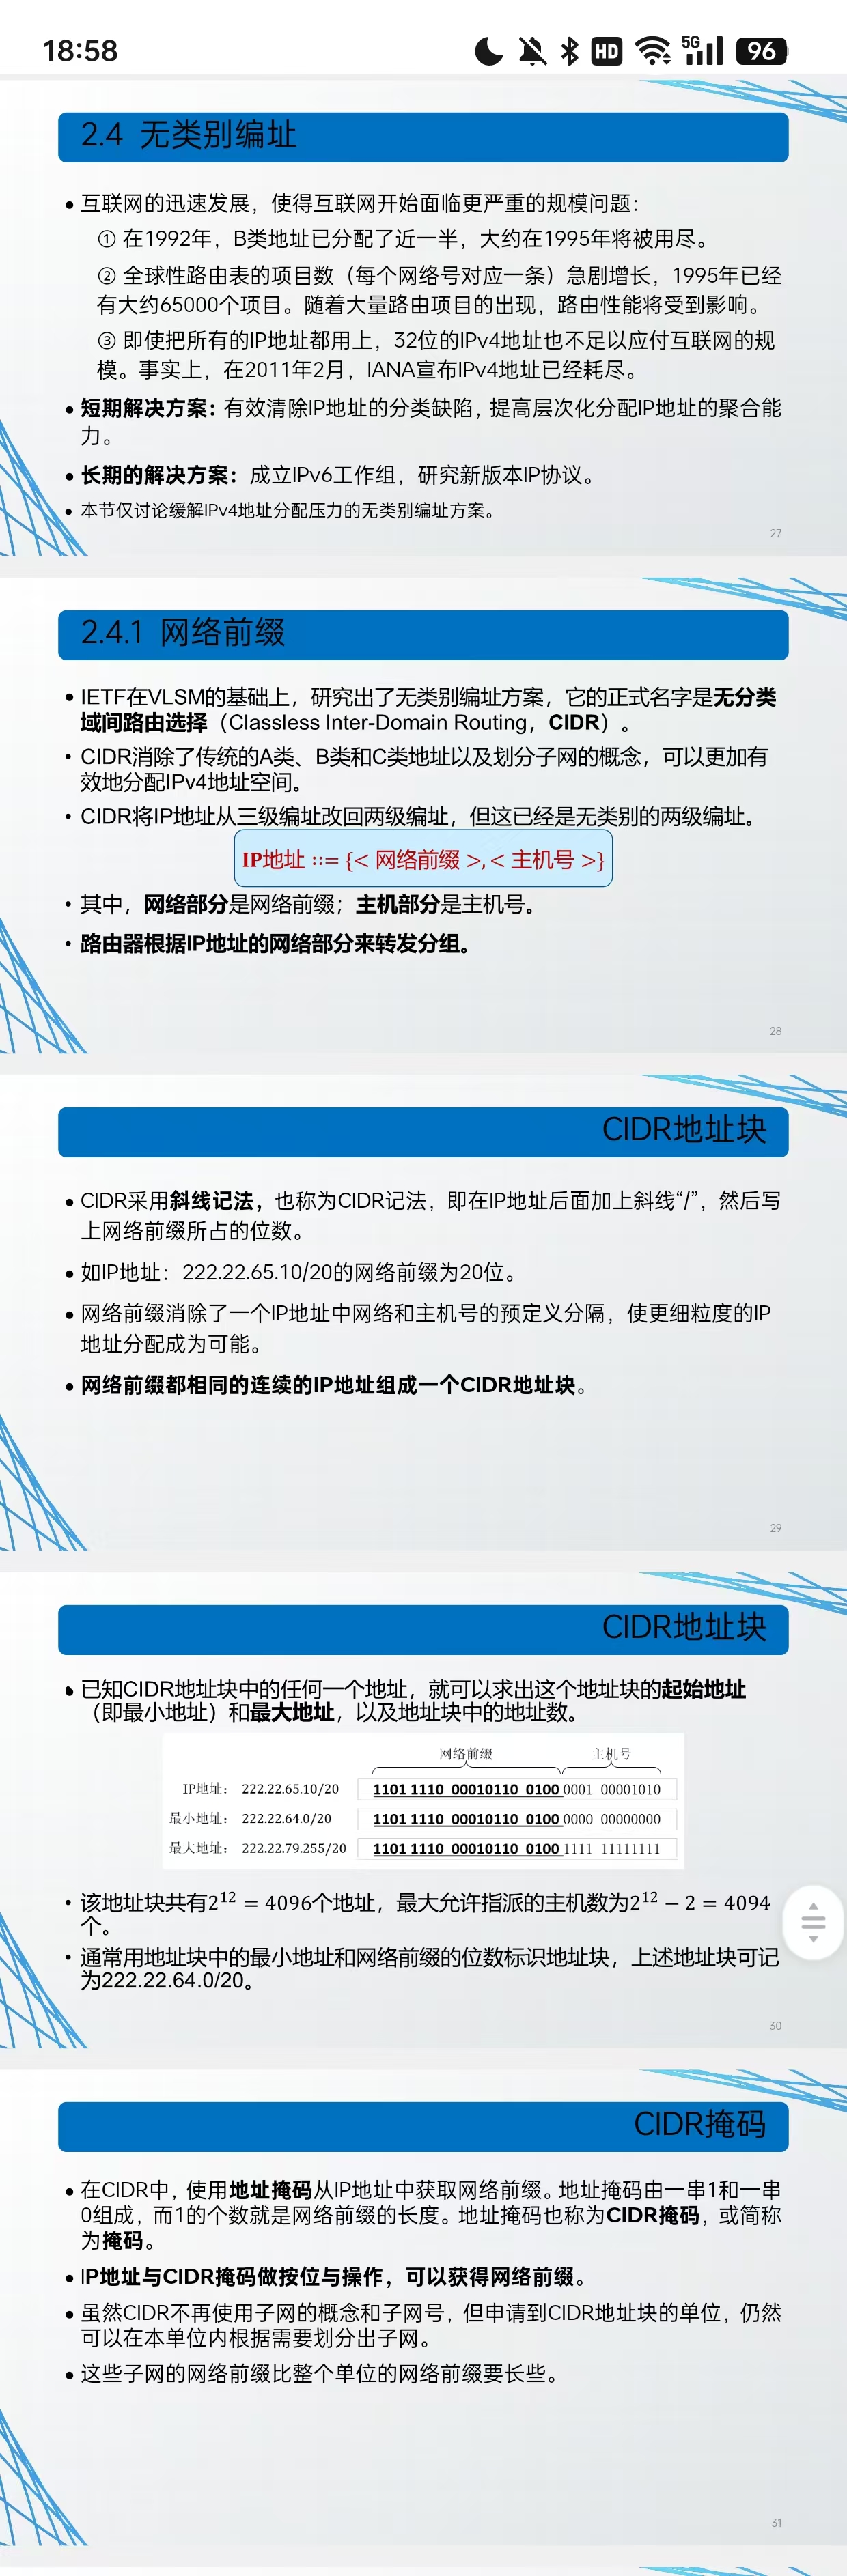 18:58
HD 5G 96
2.4 无类别编址
• 互联网的迅速发展，使得互联网开始面临更严重的规模问题：
① 在1992年，B类地址已分配了近一半，大约在1995年将被用尽。
② 全球性路由表的项目数（每个网络号对应一条）急剧增长，1995年已经
有大约65000个项目。随着大量路由项目的出现，路由性能将受到影响。
③ 即使把所有的IP地址都用上，32位的IPv4地址也不足以应付互联网的规
模。事实上，在2011年2月，IANA宣布IPv4地址已经耗尽。
• 短期解决方案：有效清除IP地址的分类缺陷，提高层次化分配IP地址的聚合能
力。
• 长期的解决方案：成立IPv6工作组，研究新版本IP协议。
• 本节仅讨论缓解IPv4地址分配压力的无类别编址方案。
27
2.4.1 网络前缀
• IETF在VLSM的基础上，研究出了无类别编址方案，它的正式名字是无分类
域间路由选择（Classless Inter-Domain Routing，CIDR）。
• CIDR消除了传统的A类、B类和C类地址以及划分子网的概念，可以更加有
效地分配IPv4地址空间。
• CIDR将IP地址从三级编址改回两级编址，但这已经是无类别的两级编址。
IP地址 ::= {< 网络前缀 >,< 主机号 >}
• 其中，网络部分是网络前缀；主机部分是主机号。
• 路由器根据IP地址的网络部分来转发分组。
28
CIDR地址块
• CIDR采用斜线记法，也称为CIDR记法，即在IP地址后面加上斜线“/”，然后写
上网络前缀所占的位数。
• 如IP地址：222.22.65.10/20的网络前缀为20位。
• 网络前缀消除了一个IP地址中网络和主机号的预定义分隔，使更细粒度的IP
地址分配成为可能。
• 网络前缀都相同的连续的IP地址组成一个CIDR地址块。
29
CIDR地址块
• 已知CIDR地址块中的任何一个地址，就可以求出这个地址块的起始地址
（即最小地址）和最大地址，以及地址块中的地址数。
网络前缀 主机号
IP地址： 222.22.65.10/20 1101 1110 00010110 0100 0001 00001010
最小地址： 222.22.64.0/20 1101 1110 00010110 0100 0000 00000000
最大地址： 222.22.79.255/20 1101 1110 00010110 0100 1111 11111111
• 该地址块共有2¹² = 4096个地址，最大允许指派的主机数为2¹² − 2 = 4094
个。
• 通常用地址块中的最小地址和网络前缀的位数标识地址块，上述地址块可记
为222.22.64.0/20。
30
CIDR掩码
• 在CIDR中，使用地址掩码从IP地址中获取网络前缀。地址掩码由一串1和一串
0组成，而1的个数就是网络前缀的长度。地址掩码也称为CIDR掩码，或简称
为掩码。
• IP地址与CIDR掩码做按位与操作，可以获得网络前缀。
• 虽然CIDR不再使用子网的概念和子网号，但申请到CIDR地址块的单位，仍然
可以在本单位内根据需要划分出子网。
• 这些子网的网络前缀比整个单位的网络前缀要长些。
31